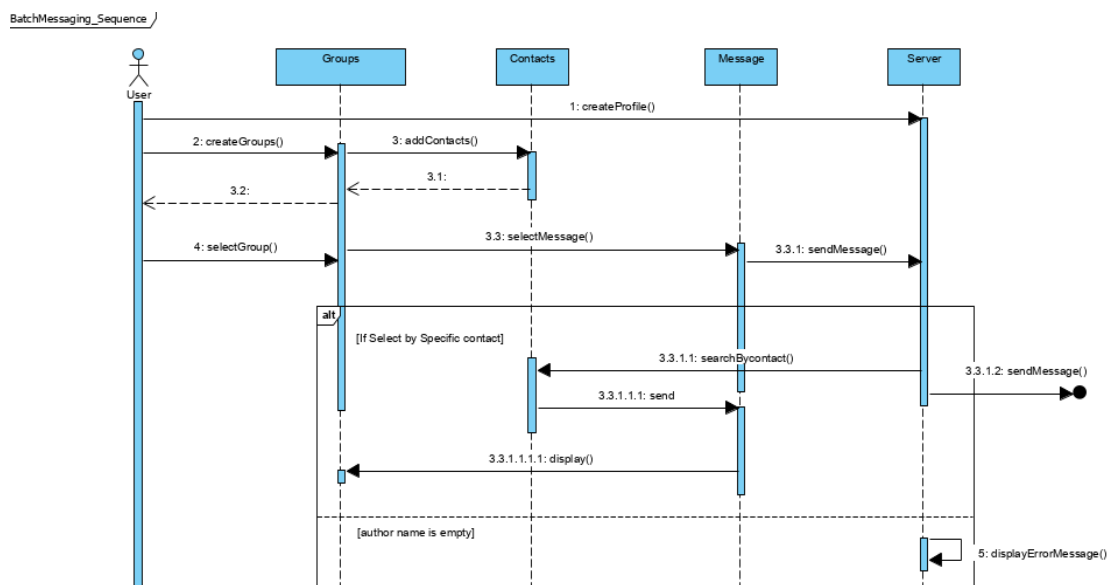 BatchMessaging_Sequence
Groups
Contacts
Message
Server
User
1: createProfile()
2: createGroups()
3: addContacts()
3.1:
3.2:
3.3: selectMessage()
4: selectGroup()
3.3.1: sendMessage()
alt
[If Select by Specific contact]
3.3.1.1: searchBycontact()
3.3.1.2: sendMessage()
3.3.1.1.1: send
3.3.1.1.1.1: display()
[author name is empty]
5: displayErrorMessage()